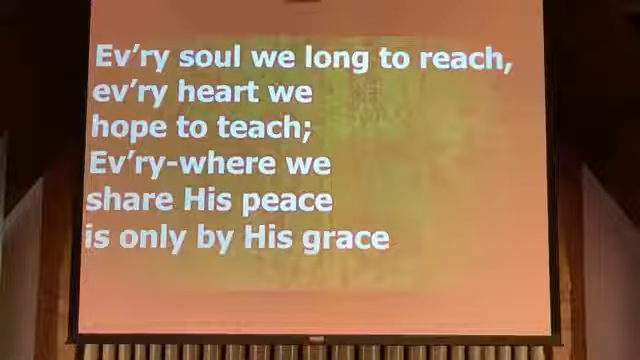 Ev'ry soul we long to reach,
ev'ry heart we
hope to teach;
Ev'ry-where we
share His peace
is only by His grace